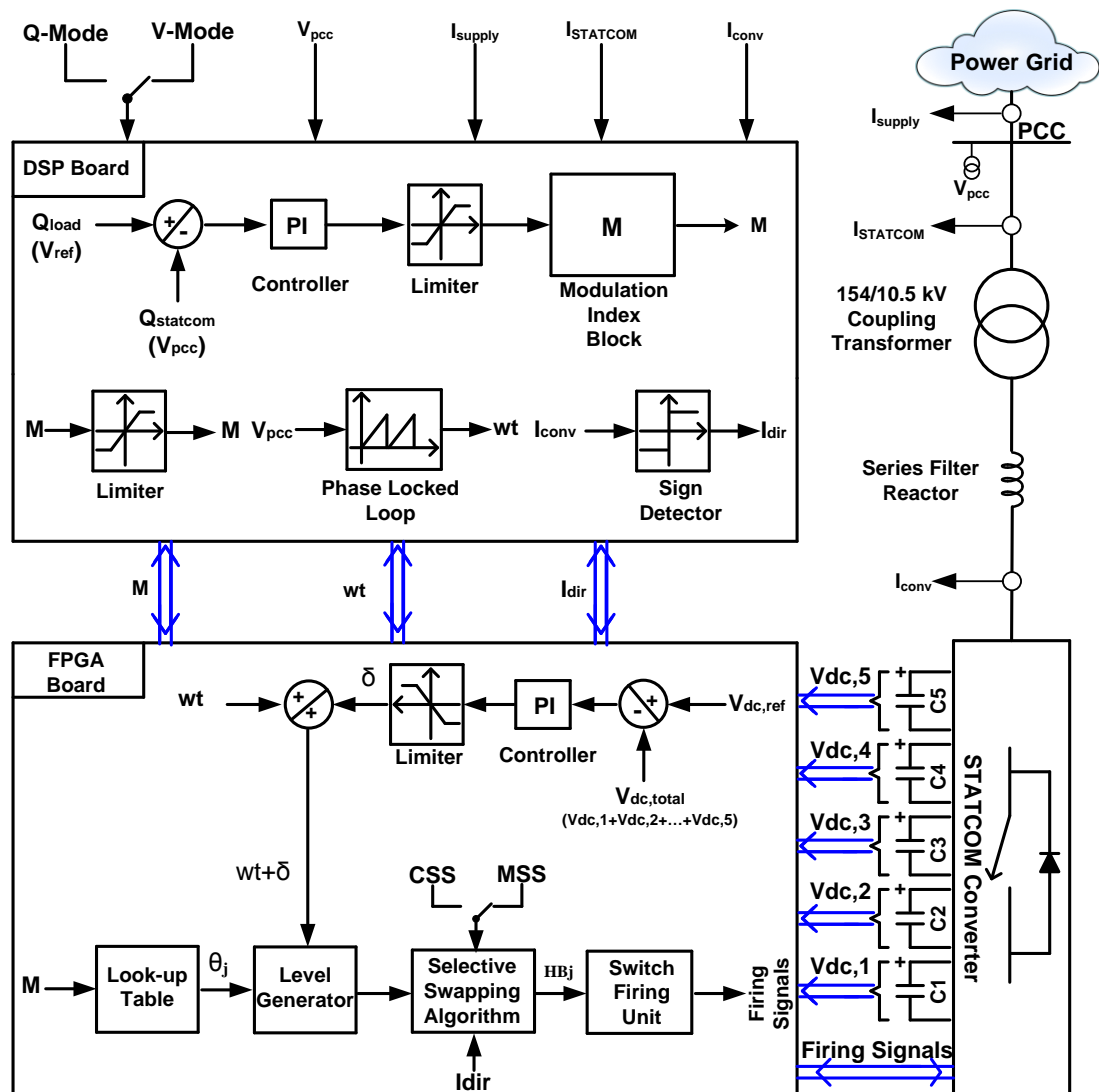 Q-Mode
V-Mode
Vpcc
Isupply
ISTATCOM
Iconv
Power Grid
Isupply
PCC
Vpcc
ISTATCOM
154/10.5 kV
Coupling
Transformer
Series Filter
Reactor
Iconv
DSP Board
Qload
(Vref)
+
-
Qstatcom
(Vpcc)
PI
Controller
Limiter
M
Modulation
Index
Block
M
M
Limiter
M
Vpcc
Phase Locked
Loop
wt
Iconv
Sign
Detector
Idir
M
wt
Idir
FPGA
Board
wt
+
+
δ
Limiter
PI
Controller
-
+
Vdc,ref
Vdc,total
(Vdc,1+Vdc,2+…+Vdc,5)
wt+δ
CSS
MSS
M
Look-up
Table
θj
Level
Generator
Selective
Swapping
Algorithm
HBj
Switch
Firing
Unit
Firing
Signals
Idir
Vdc,5
+
C5
Vdc,4
+
C4
Vdc,3
+
C3
Vdc,2
+
C2
Vdc,1
+
C1
Firing Signals
STATCOM Converter